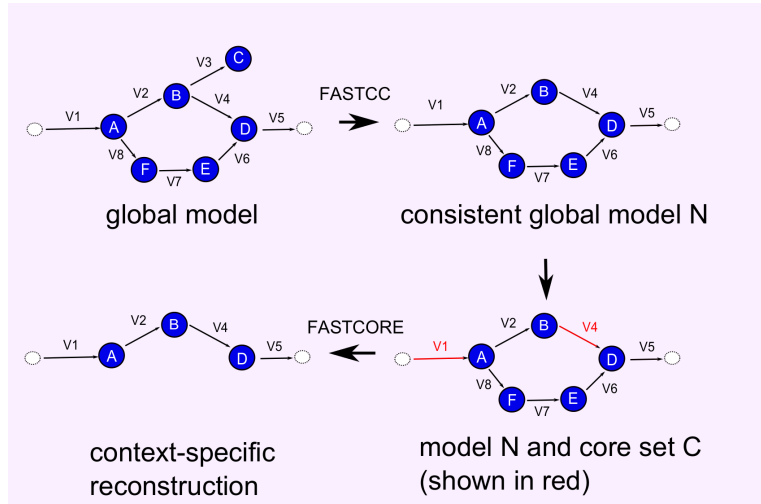 V3
C
V2
B
V4
V1
A
D
V5
V8
V6
F
V7
E
global model
FASTCC
V2
B
V4
V1
A
D
V5
V8
V6
F
V7
E
consistent global model N
V2
B
V4
V1
A
D
V5
V8
V6
F
V7
E
model N and core set C
(shown in red)
FASTCORE
V2
B
V4
V1
A
D
V5
context-specific
reconstruction